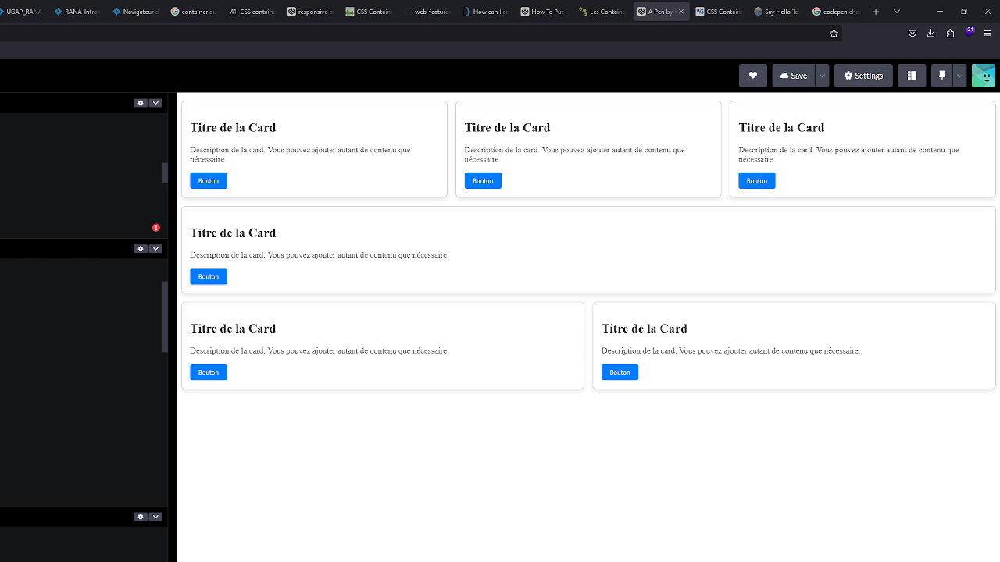 UGAP_RANA
RANA-Intran
Navigateur d
container qu
CSS containe
responsive b
CSS Contain
web-features
How can I en
How To Put
Les Containe
A Pen by
CSS Contain
Say Hello To
codepen cha
21
Save
Settings
Titre de la Card
Description de la card. Vous pouvez ajouter autant de contenu que
nécessaire.
Bouton
Titre de la Card
Description de la card. Vous pouvez ajouter autant de contenu que
nécessaire.
Bouton
Titre de la Card
Description de la card. Vous pouvez ajouter autant de contenu que
nécessaire.
Bouton
Titre de la Card
Description de la card. Vous pouvez ajouter autant de contenu que nécessaire.
Bouton
Titre de la Card
Description de la card. Vous pouvez ajouter autant de contenu que nécessaire.
Bouton
Titre de la Card
Description de la card. Vous pouvez ajouter autant de contenu que nécessaire.
Bouton